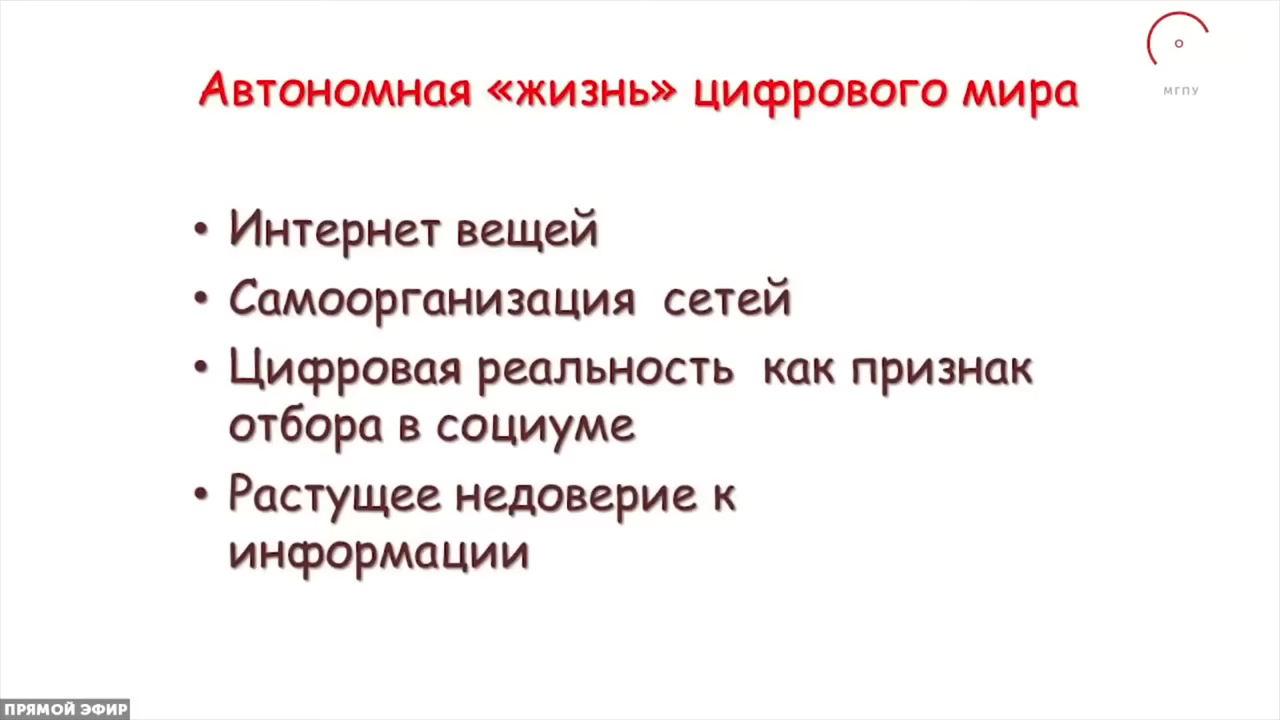 МГПУ
Автономная «жизнь» цифрового мира
• Интернет вещей
• Самоорганизация сетей
• Цифровая реальность как признак
отбора в социуме
• Растущее недоверие к
информации
ПРЯМОЙ ЭФИР